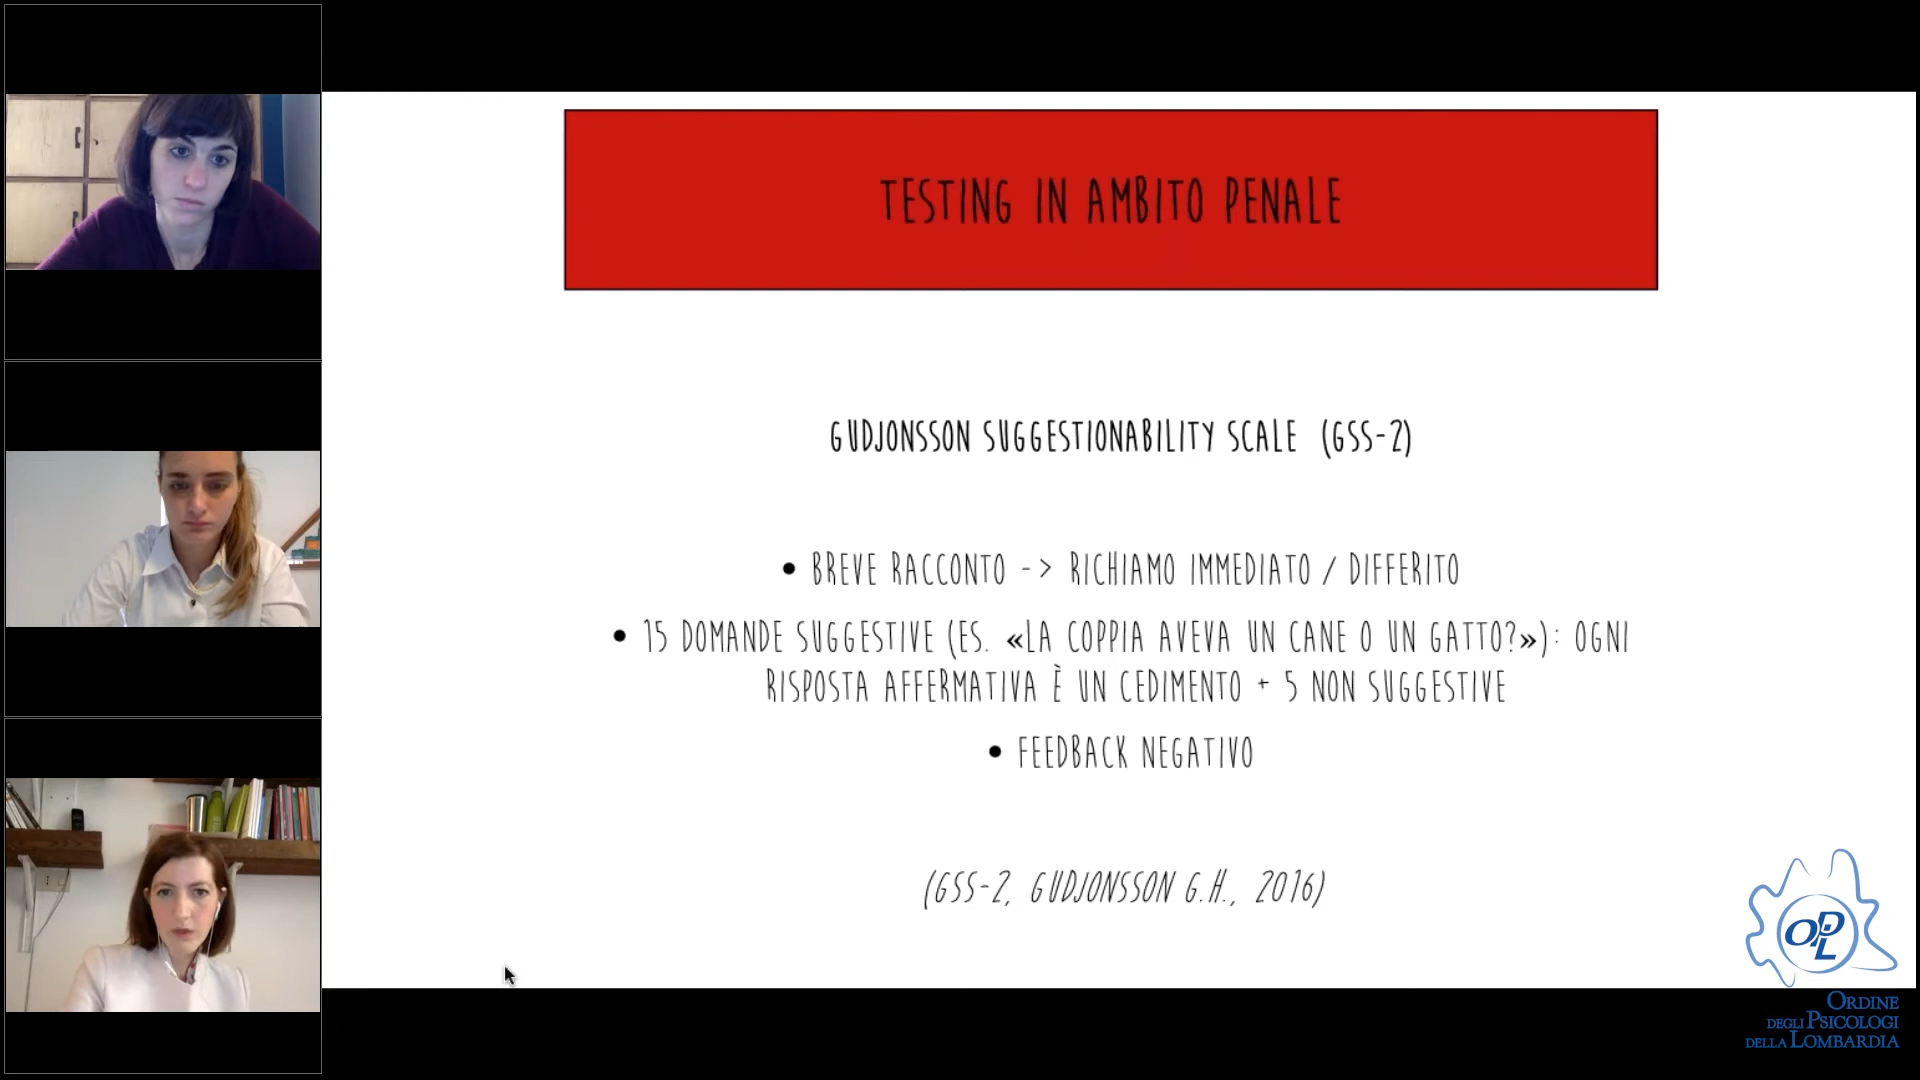 TESTING IN AMBITO PENALE
GUDJONSSON SUGGESTIONABILITY SCALE (GSS-2)
• BREVE RACCONTO -> RICHIAMO IMMEDIATO / DIFFERITO
• 15 DOMANDE SUGGESTIVE (ES. «LA COPPIA AVEVA UN CANE O UN GATTO?»): OGNI
RISPOSTA AFFERMATIVA È UN CEDIMENTO + 5 NON SUGGESTIVE
• FEEDBACK NEGATIVO
(GSS-2, GUDJONSSON G.H., 2016)
OPL
ORDINE
DEGLI PSICOLOGI
DELLA LOMBARDIA